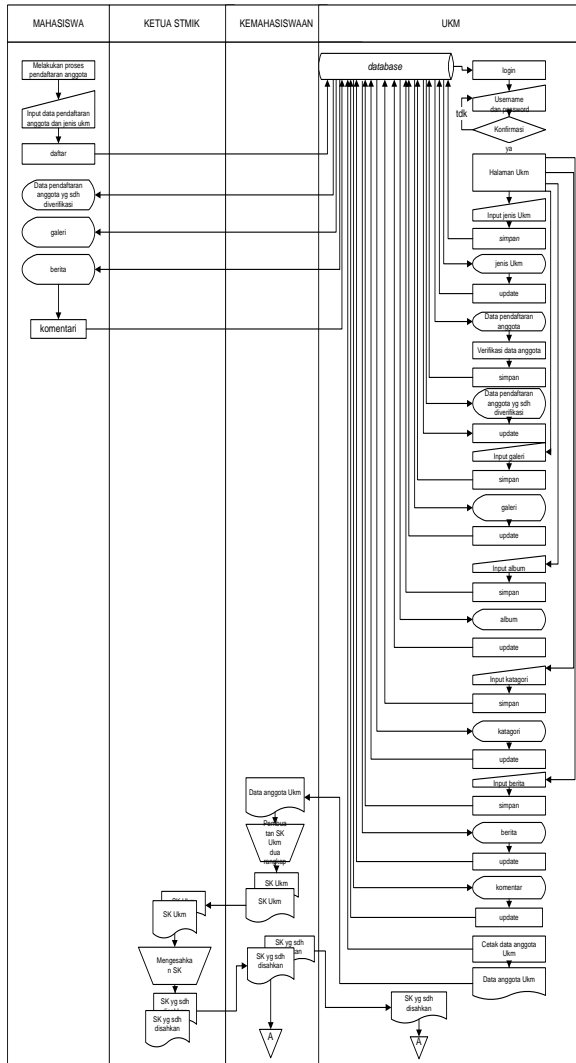 MAHASISWA
KETUA STMIK
KEMAHASISWAAN
UKM
Melakukan proses
pendaftaran anggota
Input data pendaftaran
anggota dan jenis ukm
daftar
Data pendaftaran
anggota yg sdh
diverifikasi
galeri
berita
komentari
database
login
Username
dan password
tdk
Konfirmasi
ya
Halaman Ukm
Input jenis Ukm
simpan
jenis Ukm
update
Data pendaftaran
anggota
Verifikasi data anggota
simpan
Data pendaftaran
anggota yg sdh
diverifikasi
update
Input galeri
simpan
galeri
update
Input album
simpan
album
update
Input katagori
simpan
katagori
update
Input berita
simpan
berita
update
komentar
update
Cetak data anggota
Ukm
Data anggota Ukm
Data anggota Ukm
Pembua
tan SK
Ukm
dua
rangkap
SK Ukm
SK Ukm
SK Ukm
SK Ukm
Mengesahka
n SK
SK yg sdh
SK yg sdh
disahkan
SK yg sdh
SK yg sdh
disahkan
A
SK yg sdh
disahkan
A